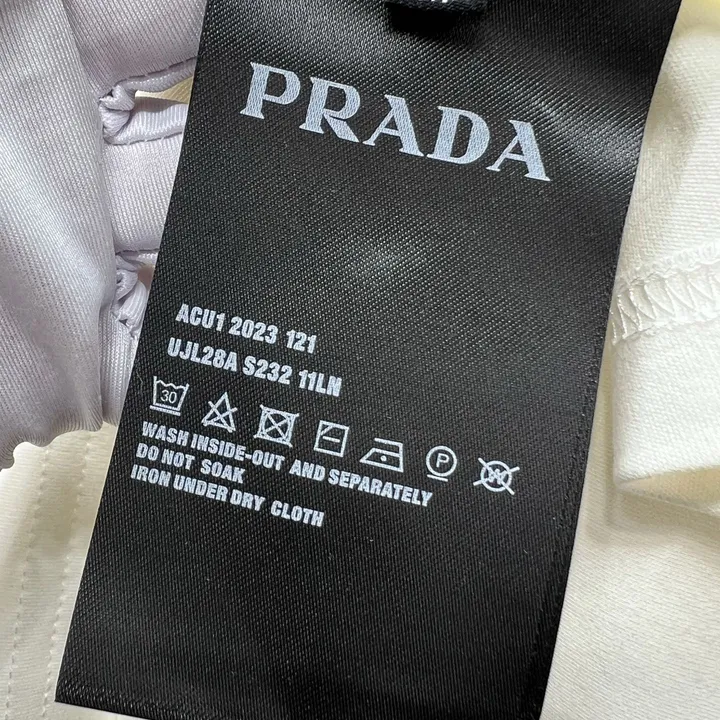 PRADA
ACU1 2023 121
UJL28A S232 11LN
30
P
W
WASH INSIDE-OUT AND SEPARATELY
DO NOT SOAK
IRON UNDER DRY CLOTH